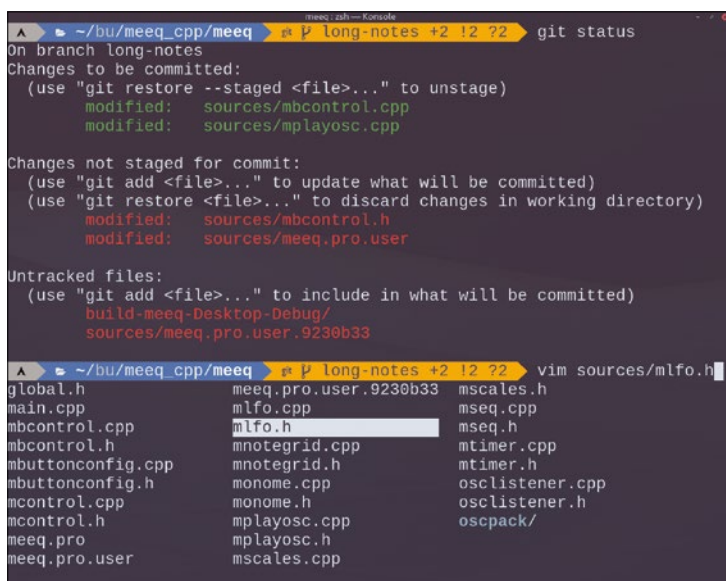 meeq : zsh — Konsole
~/bu/meeq_cpp/meeq long-notes +2 !2 ?2 git status
On branch long-notes
Changes to be committed:
(use "git restore --staged <file>..." to unstage)
modified: sources/mbcontrol.cpp
modified: sources/mplayosc.cpp
Changes not staged for commit:
(use "git add <file>..." to update what will be committed)
(use "git restore <file>..." to discard changes in working directory)
modified: sources/mbcontrol.h
modified: sources/meeq.pro.user
Untracked files:
(use "git add <file>..." to include in what will be committed)
build-meeq-Desktop-Debug/
sources/meeq.pro.user.9230b33
~/bu/meeq_cpp/meeq long-notes +2 !2 ?2 vim sources/mlfo.h
global.h meeq.pro.user.9230b33 mscales.h
main.cpp mlfo.cpp mseq.cpp
mbcontrol.cpp mlfo.h mseq.h
mbcontrol.h mnotegrid.cpp mtimer.cpp
mbuttonconfig.cpp mnotegrid.h mtimer.h
mbuttonconfig.h monome.cpp osclistener.cpp
mcontrol.cpp monome.h osclistener.h
mcontrol.h mplayosc.cpp oscpack/
meeq.pro mplayosc.h
meeq.pro.user mscales.cpp